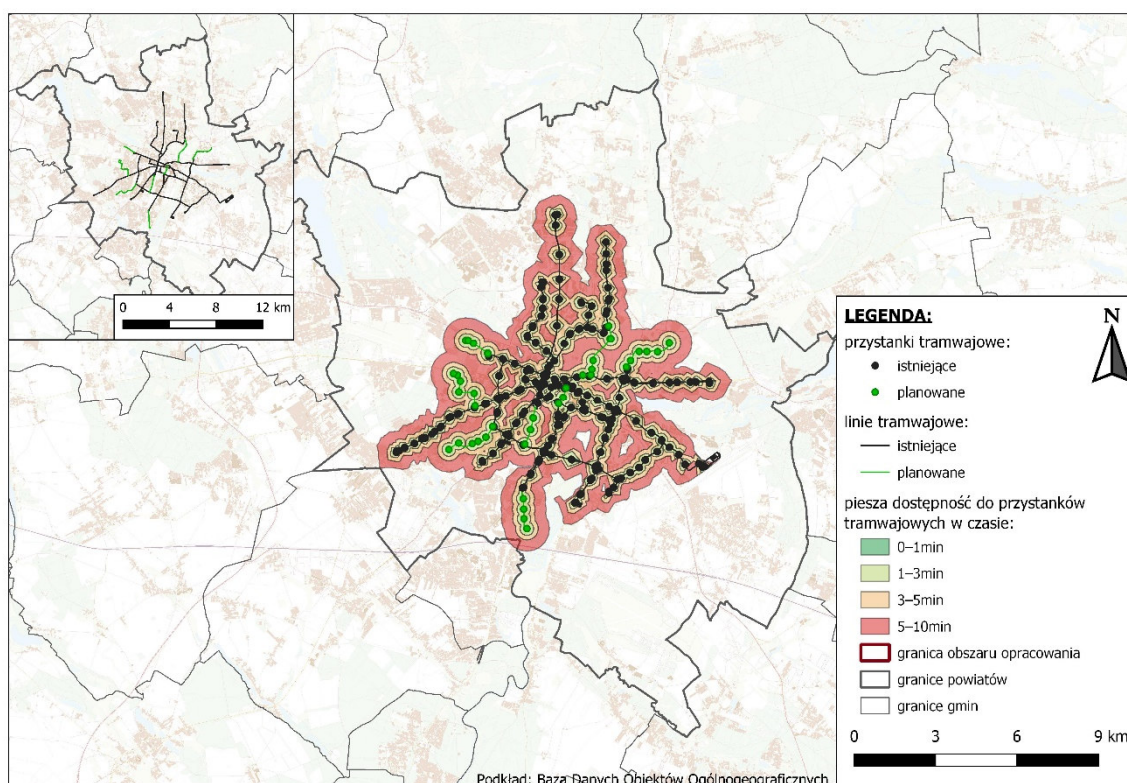 0 4 8 12 km
LEGENDA:
N
przystanki tramwajowe:
istniejące
planowane
linie tramwajowe:
istniejące
planowane
piesza dostępność do przystanków
tramwajowych w czasie:
0–1min
1–3min
3–5min
5–10min
granica obszaru opracowania
granice powiatów
granice gmin
0 3 6 9 km
Podkład: Baza Danych Obiektów Ogólnogeograficznych